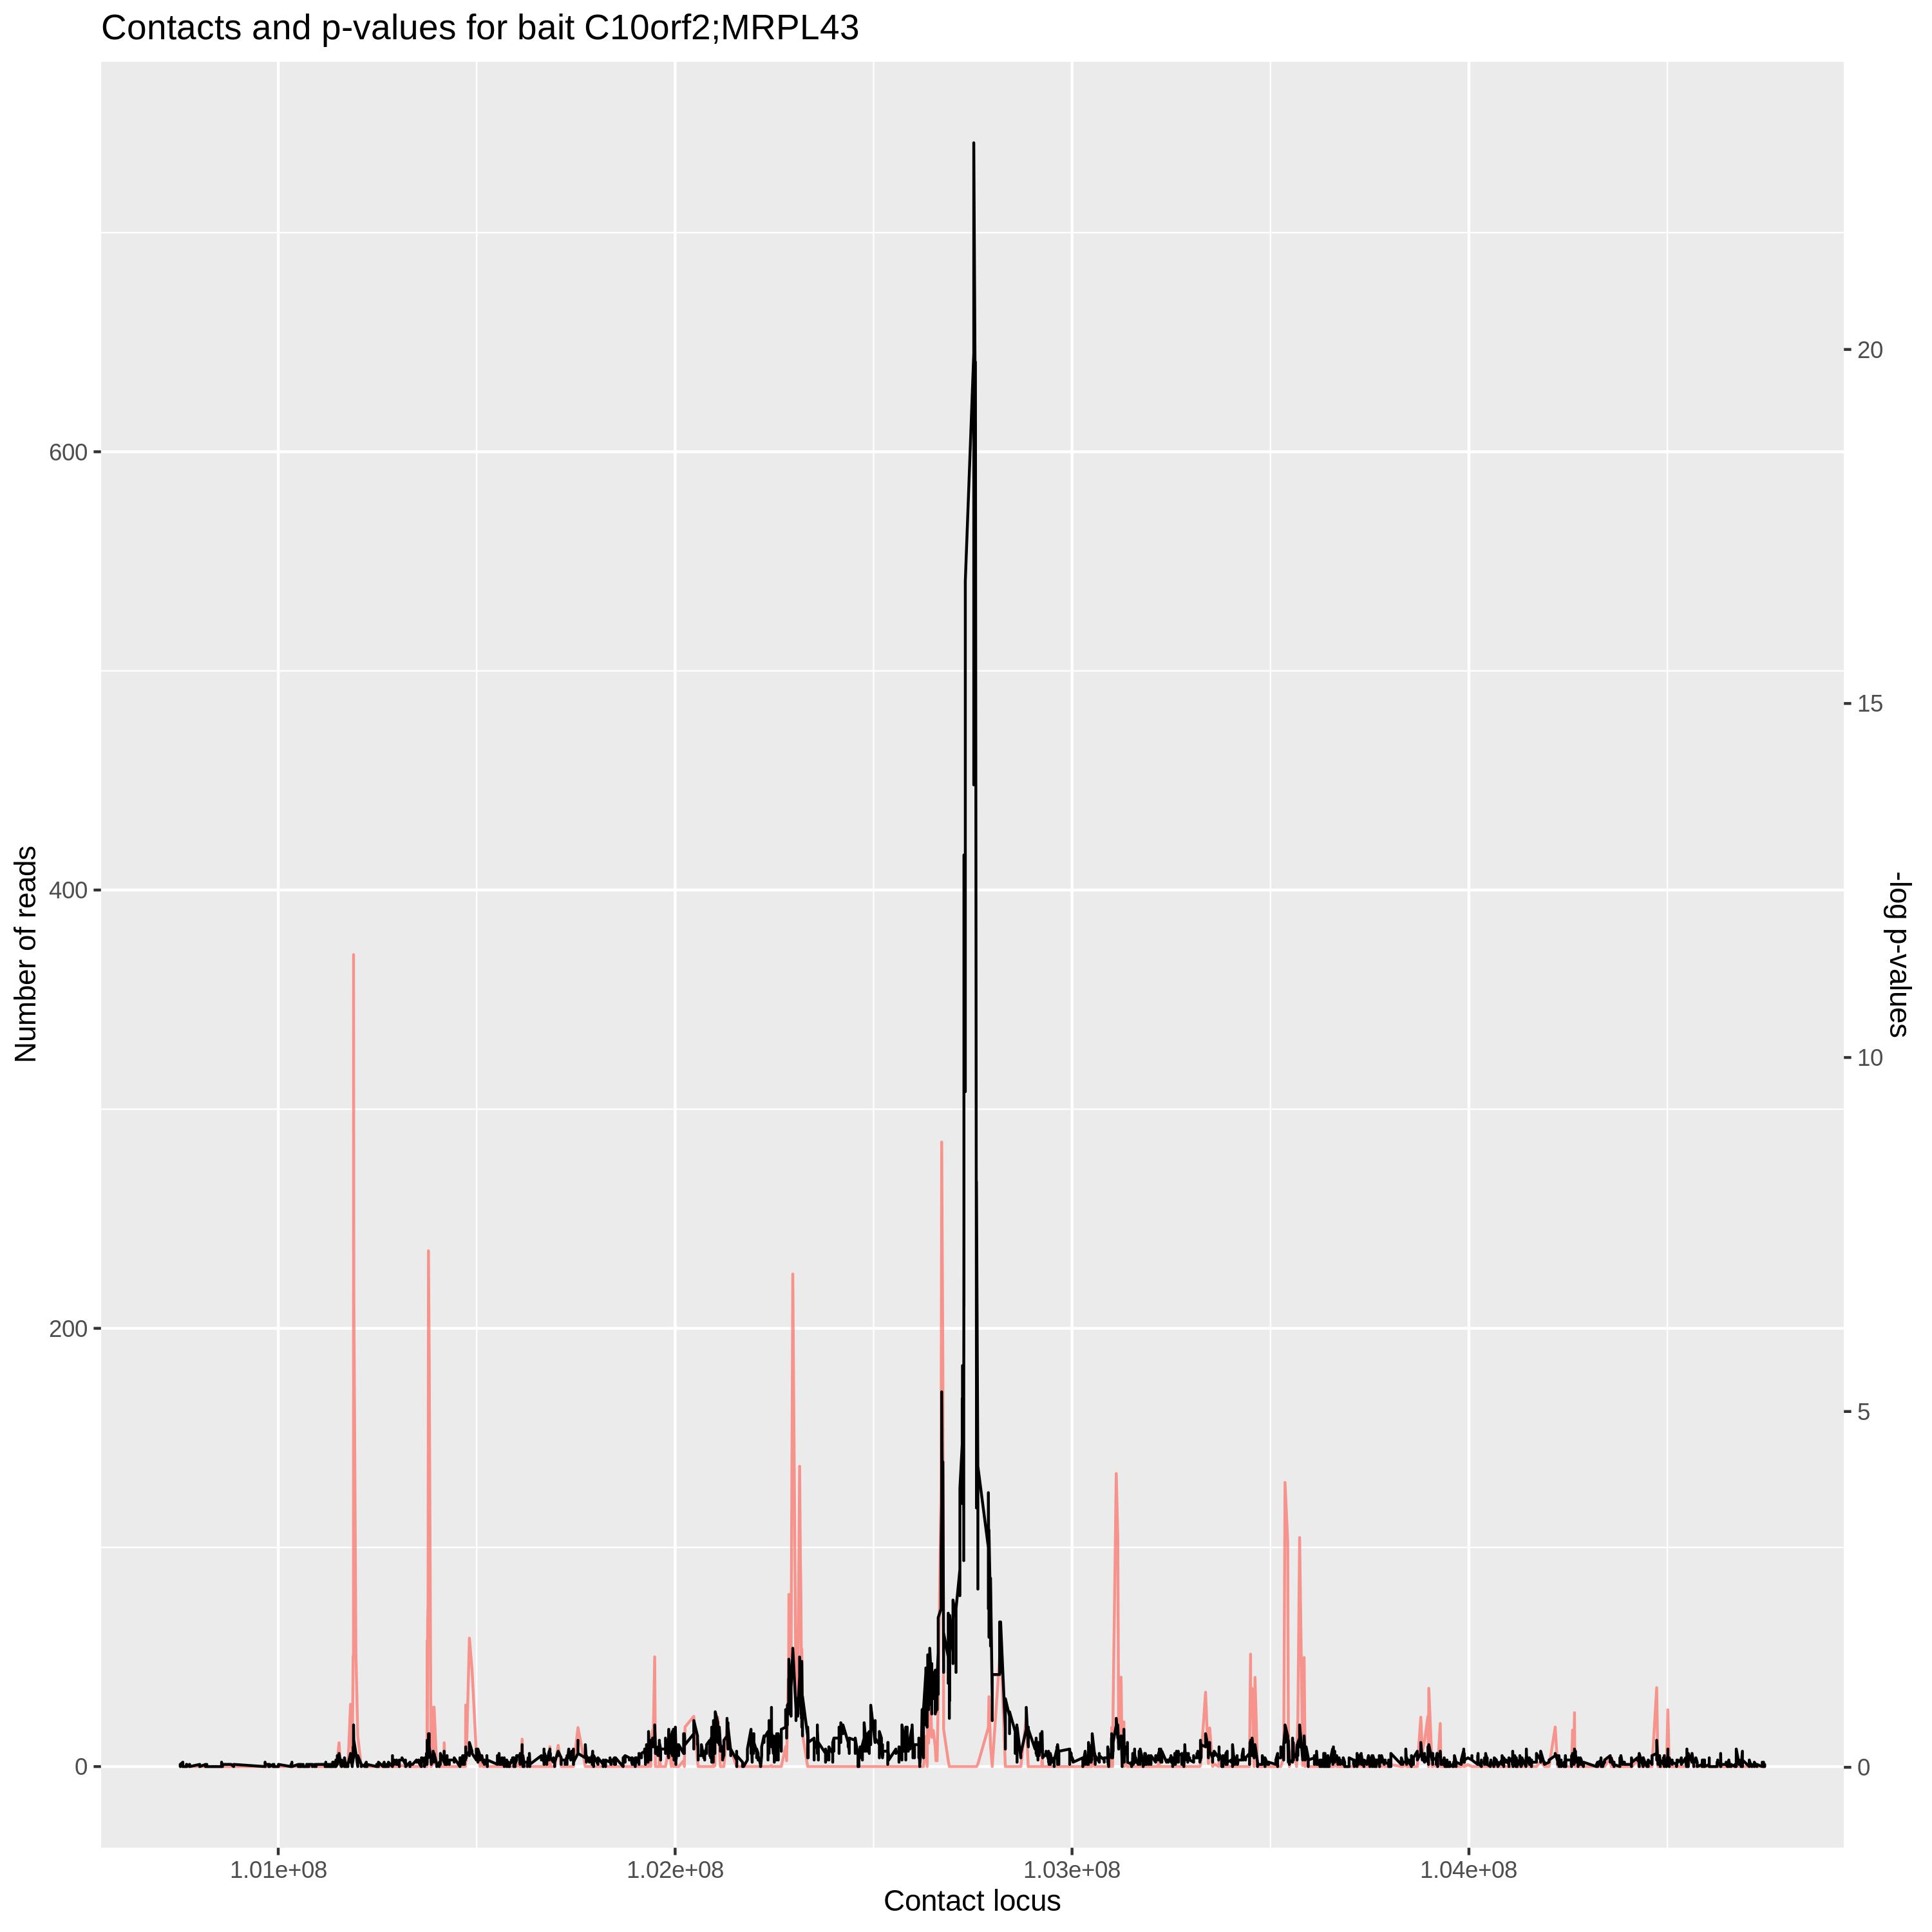 Contacts and p-values for bait C10orf2;MRPL43
Number of reads
600
400
200
0
20
15
10
5
0
-log p-values
1.01e+08
1.02e+08
1.03e+08
1.04e+08
Contact locus